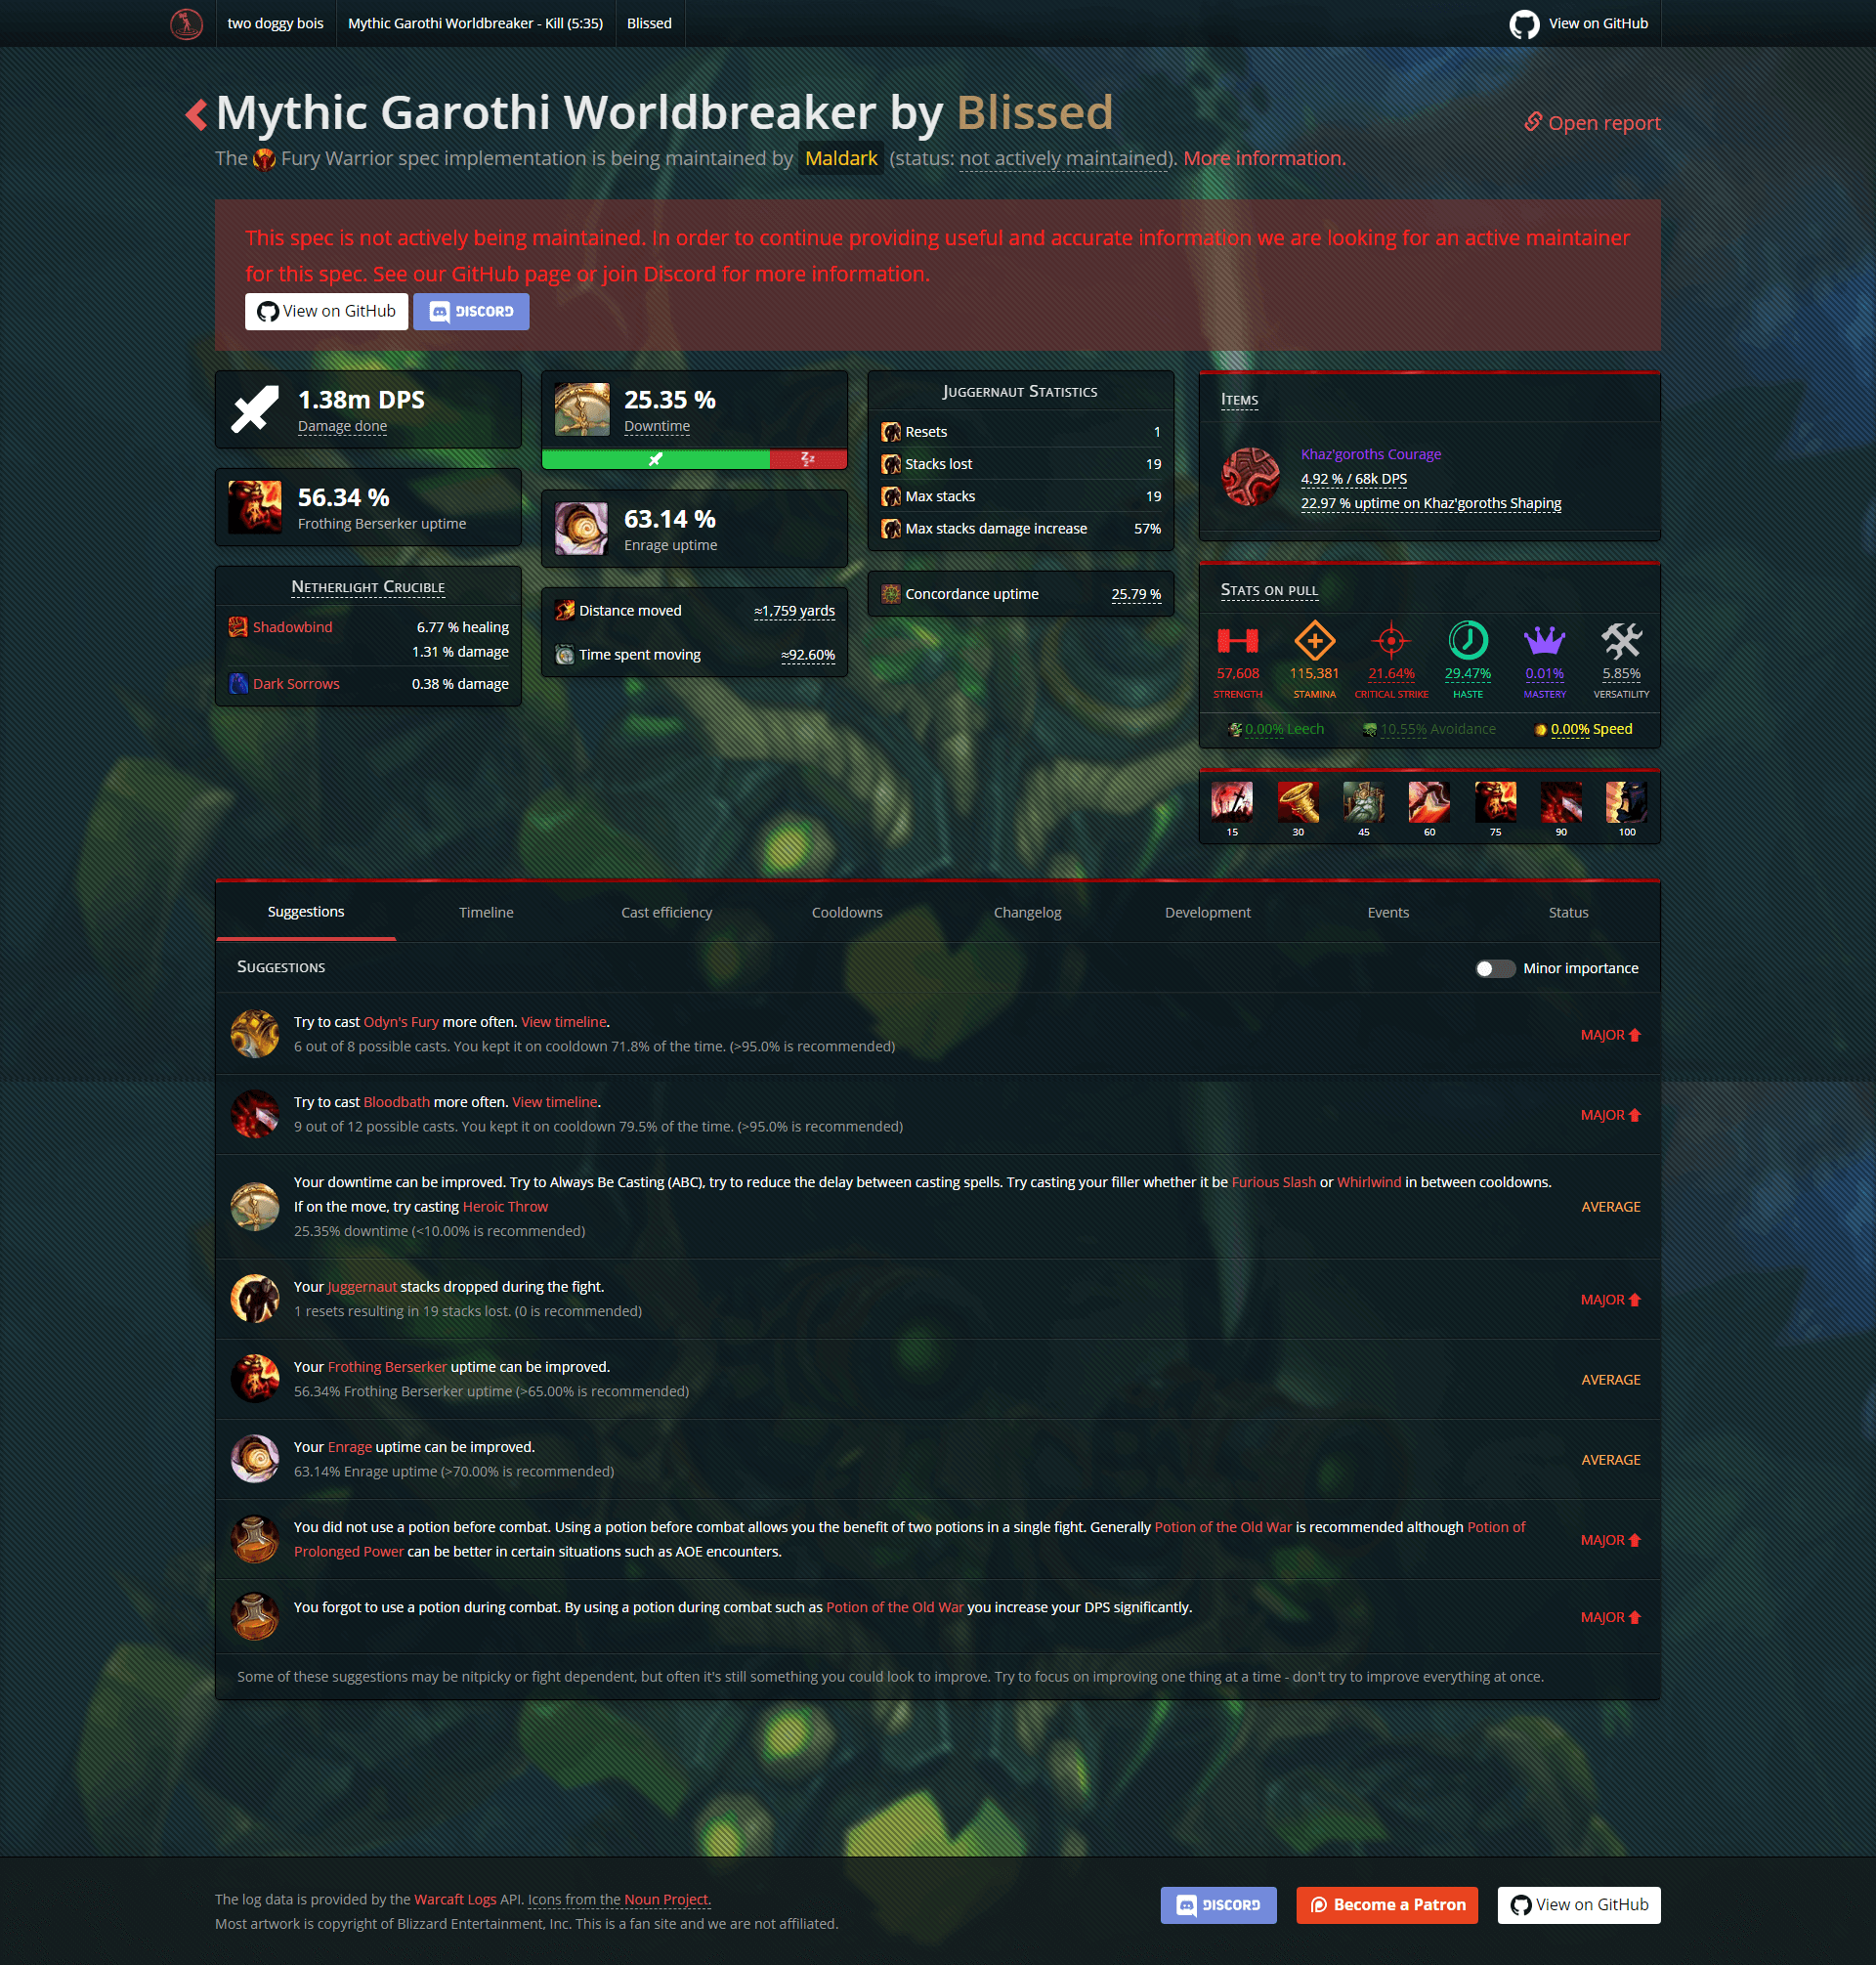 two doggy bois
Mythic Garothi Worldbreaker - Kill (5:35)
Blissed
View on GitHub
Mythic Garothi Worldbreaker by Blissed
Open report
The Fury Warrior spec implementation is being maintained by Maldark (status: not actively maintained). More information.
This spec is not actively being maintained. In order to continue providing useful and accurate information we are looking for an active maintainer
for this spec. See our GitHub page or join Discord for more information.
View on GitHub
DISCORD
1.38m DPS
Damage done
56.34 %
Frothing Berserker uptime
Netherlight Crucible
Shadowbind 6.77 % healing
1.31 % damage
Dark Sorrows 0.38 % damage
25.35 %
Downtime
Zzz
63.14 %
Enrage uptime
Distance moved ≈1,759 yards
Time spent moving ≈92.60%
Juggernaut Statistics
Resets 1
Stacks lost 19
Max stacks 19
Max stacks damage increase 57%
Concordance uptime 25.79 %
Items
Khaz'goroths Courage
4.92 % / 68k DPS
22.97 % uptime on Khaz'goroths Shaping
Stats on pull
57,608 115,381 21.64% 29.47% 0.01% 5.85%
STRENGTH STAMINA CRITICAL STRIKE HASTE MASTERY VERSATILITY
0.00% Leech 10.55% Avoidance 0.00% Speed
15 30 45 60 75 90 100
Suggestions Timeline Cast efficiency Cooldowns Changelog Development Events Status
Suggestions
Minor importance
Try to cast Odyn's Fury more often. View timeline.
6 out of 8 possible casts. You kept it on cooldown 71.8% of the time. (>95.0% is recommended)
MAJOR
Try to cast Bloodbath more often. View timeline.
9 out of 12 possible casts. You kept it on cooldown 79.5% of the time. (>95.0% is recommended)
MAJOR
Your downtime can be improved. Try to Always Be Casting (ABC), try to reduce the delay between casting spells. Try casting your filler whether it be Furious Slash or Whirlwind in between cooldowns.
If on the move, try casting Heroic Throw
25.35% downtime (<10.00% is recommended)
AVERAGE
Your Juggernaut stacks dropped during the fight.
1 resets resulting in 19 stacks lost. (0 is recommended)
MAJOR
Your Frothing Berserker uptime can be improved.
56.34% Frothing Berserker uptime (>65.00% is recommended)
AVERAGE
Your Enrage uptime can be improved.
63.14% Enrage uptime (>70.00% is recommended)
AVERAGE
You did not use a potion before combat. Using a potion before combat allows you the benefit of two potions in a single fight. Generally Potion of the Old War is recommended although Potion of
Prolonged Power can be better in certain situations such as AOE encounters.
MAJOR
You forgot to use a potion during combat. By using a potion during combat such as Potion of the Old War you increase your DPS significantly.
MAJOR
Some of these suggestions may be nitpicky or fight dependent, but often it's still something you could look to improve. Try to focus on improving one thing at a time - don't try to improve everything at once.
The log data is provided by the Warcaft Logs API. Icons from the Noun Project.
Most artwork is copyright of Blizzard Entertainment, Inc. This is a fan site and we are not affiliated.
DISCORD
Become a Patron
View on GitHub